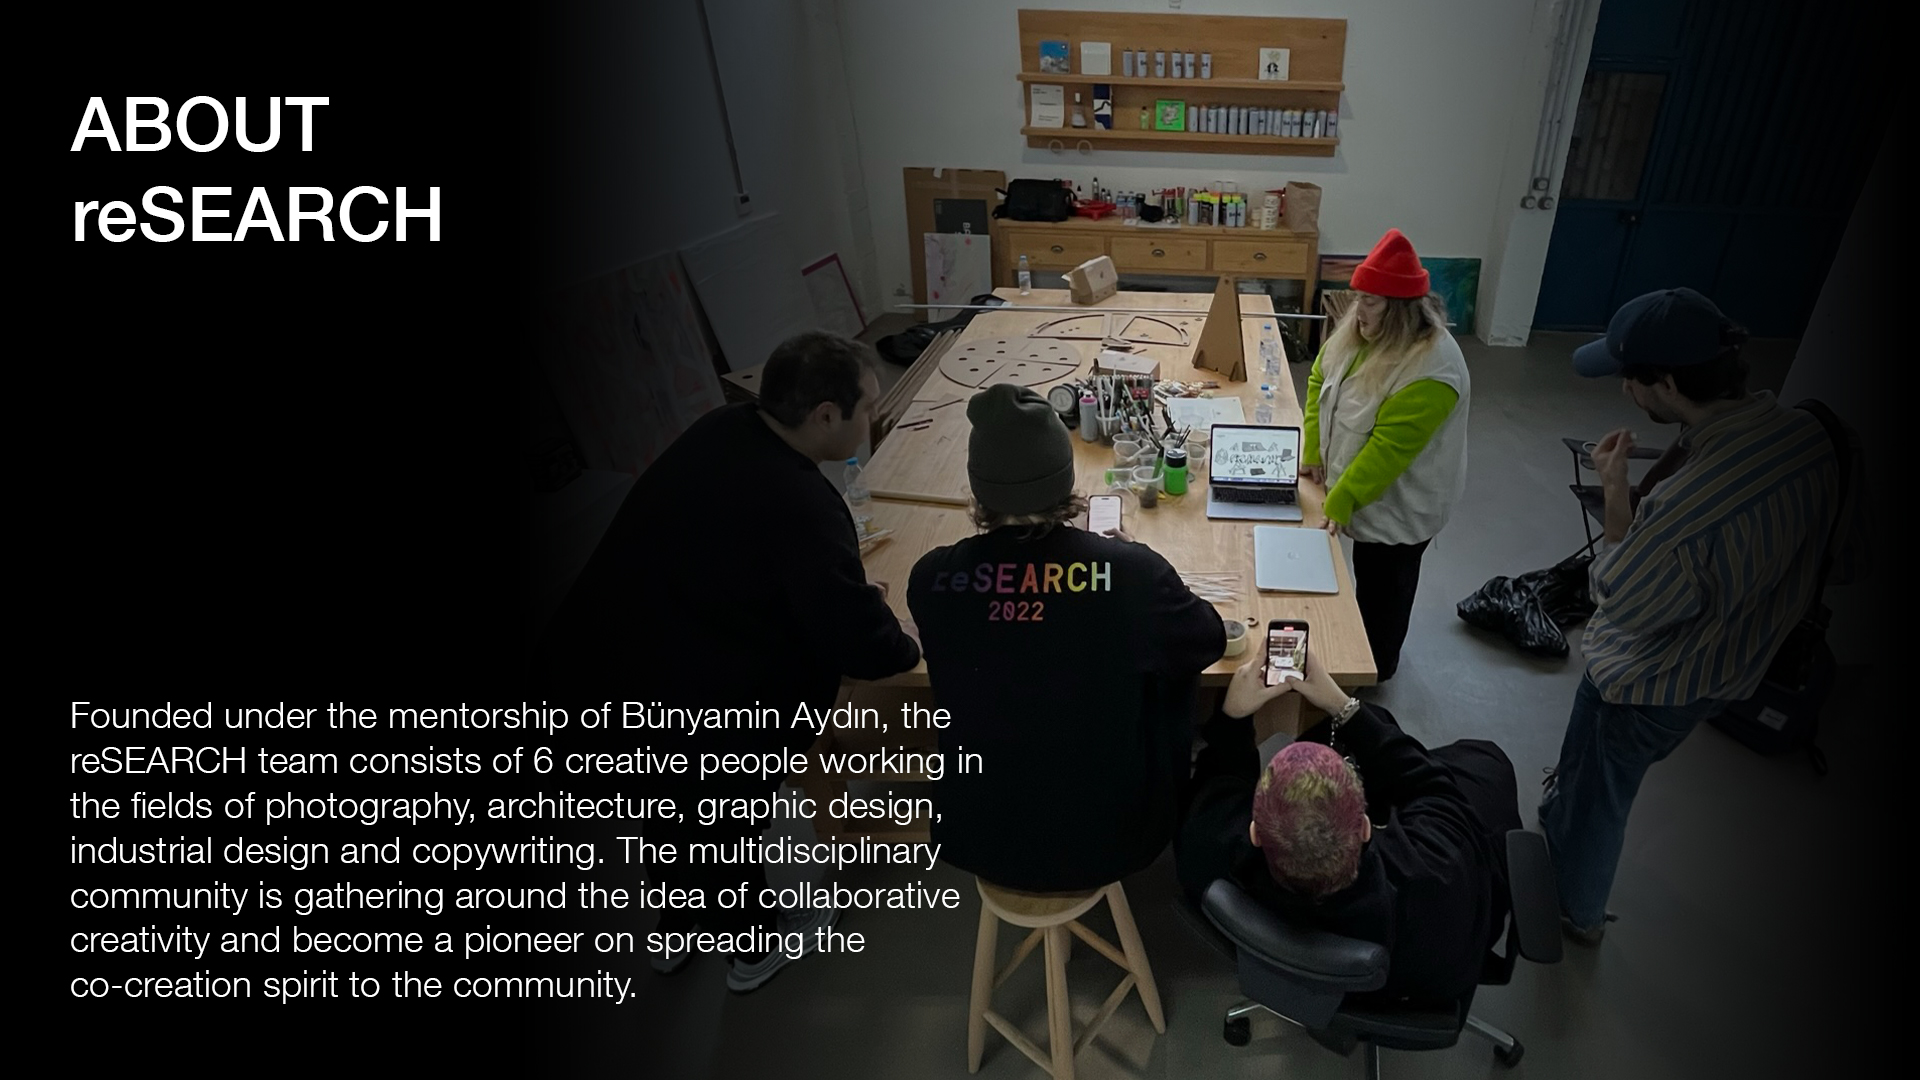 ABOUT
reSEARCH
reSEARCH
2022
Founded under the mentorship of Bünyamin Aydın, the
reSEARCH team consists of 6 creative people working in
the fields of photography, architecture, graphic design,
industrial design and copywriting. The multidisciplinary
community is gathering around the idea of collaborative
creativity and become a pioneer on spreading the
co-creation spirit to the community.